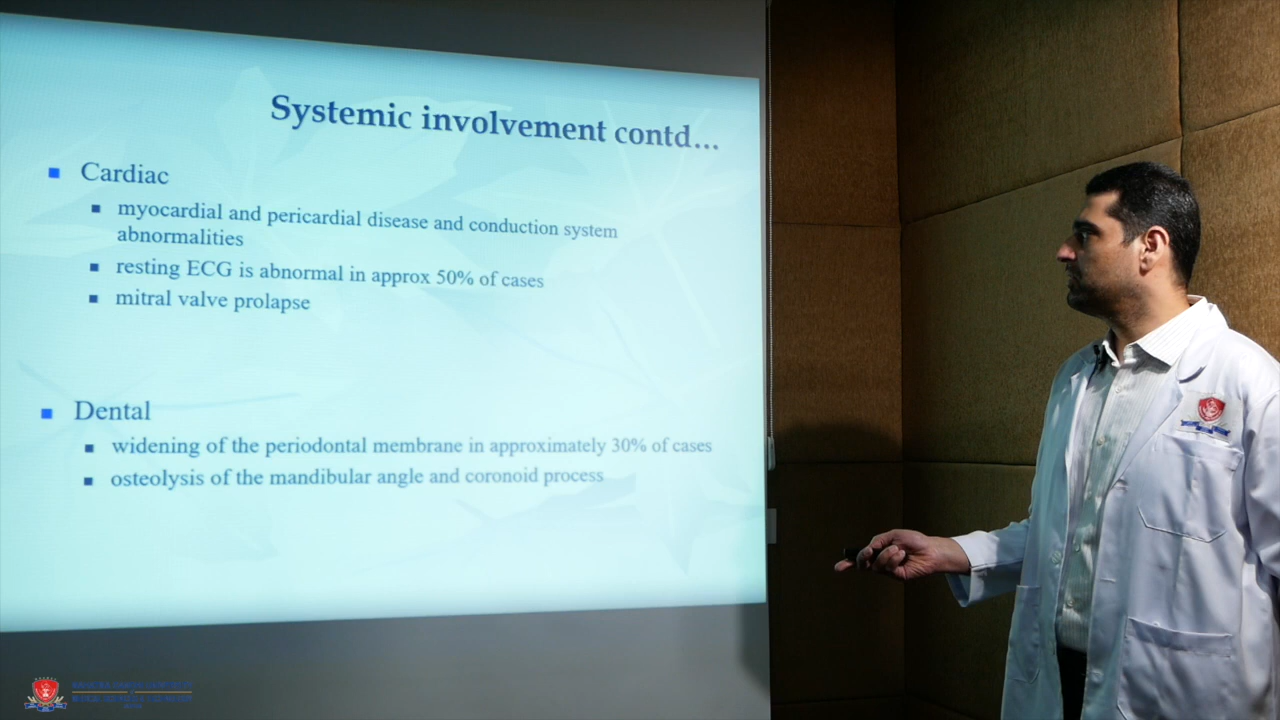 Systemic involvement contd...
Cardiac
myocardial and pericardial disease and conduction system
abnormalities
resting ECG is abnormal in approx 50% of cases
mitral valve prolapse
Dental
widening of the periodontal membrane in approximately 30% of cases
osteolysis of the mandibular angle and coronoid process